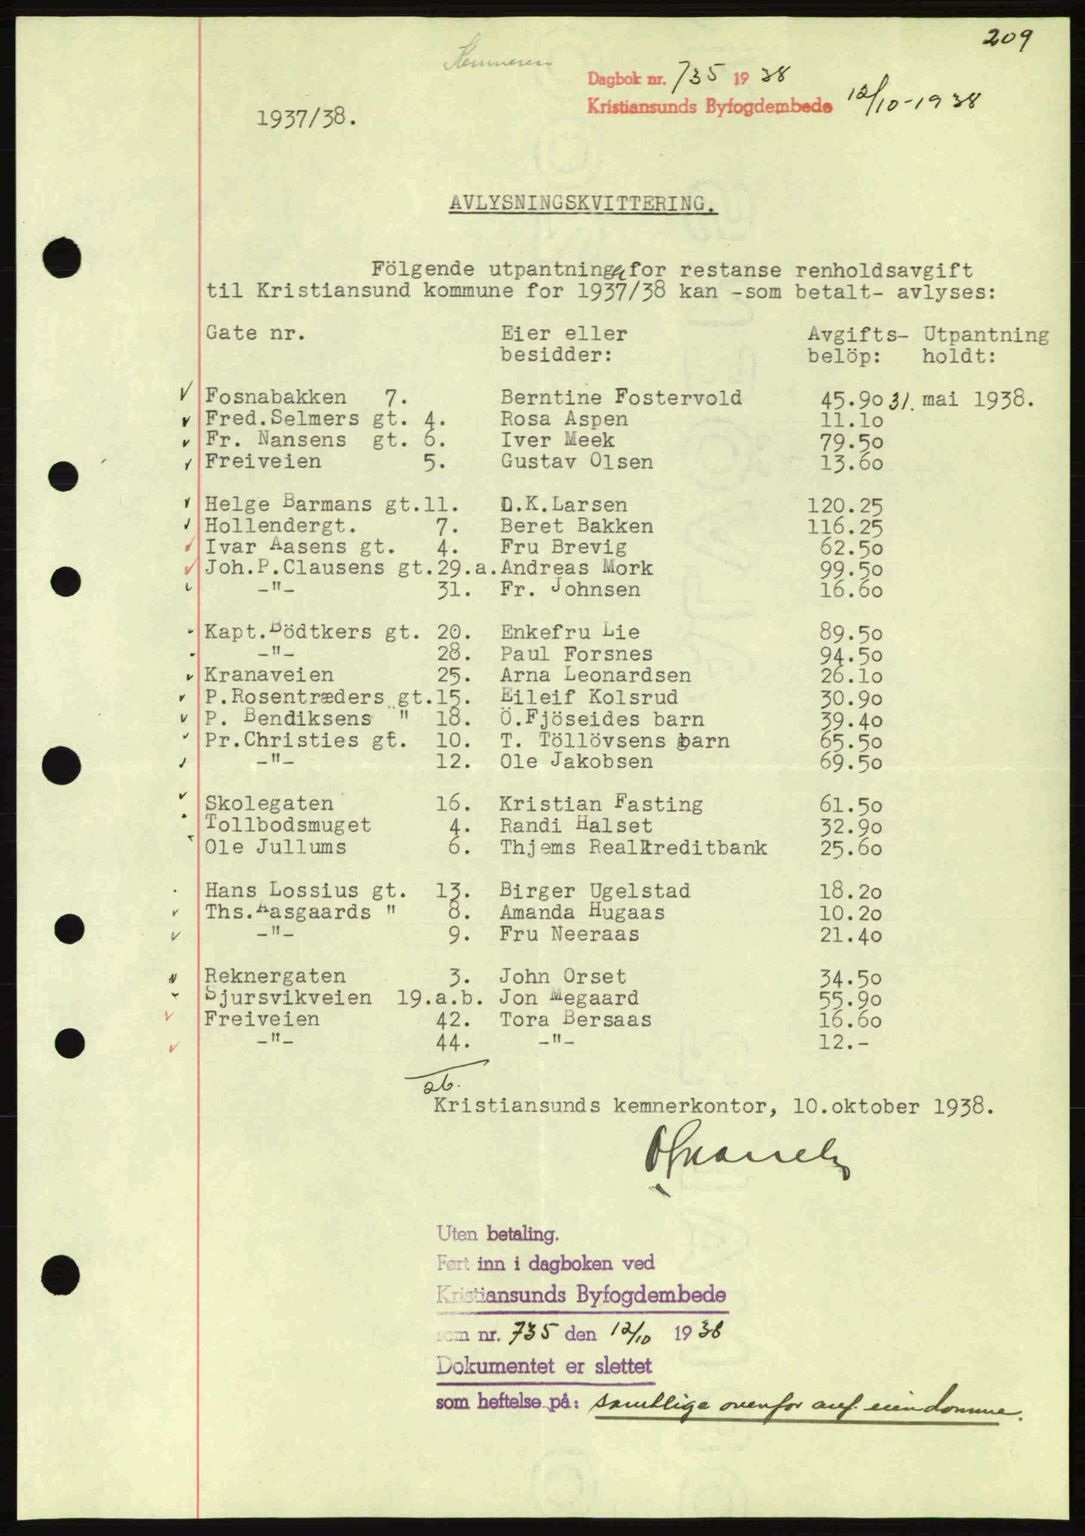 209
Kemneren
Dagbok nr. 735 1938
Kristiansunds Byfogdembede 12/10-1938
1937/38.
AVLYSNINGSKVITTERING.
Fölgende utpantninger for restanse renholdsavgift
til Kristiansund kommune for 1937/38 kan -som betalt- avlyses:
Gate nr. Eier eller Avgifts- Utpantning
besidder: belöp: holdt:
Fosnabakken 7. Berntine Fostervold 45.90 31. mai 1938.
Fred.Selmers gt. 4. Rosa Aspen 11.10
Fr. Nansens gt. 6. Iver Meek 79.50
Freiveien 5. Gustav Olsen 13.60
Helge Barmans gt.11. D.K.Larsen 120.25
Hollendergt. 7. Beret Bakken 116.25
Ivar Aasens gt. 4. Fru Brevig 62.50
Joh.P.Clausens gt.29.a. Andreas Mork 99.50
-"- 31. Fr. Johnsen 16.60
Kapt.Bödtkers gt. 20. Enkefru Lie 89.50
-"- 28. Paul Forsnes 94.50
Kranaveien 25. Arna Leonardsen 26.10
P.Rosentræders gt.15. Eileif Kolsrud 30.90
P. Bendiksens " 18. Ö.Fjöseides barn 39.40
Pr.Christies gt. 10. T. Töllövsens barn 65.50
-"- 12. Ole Jakobsen 69.50
Skolegaten 16. Kristian Fasting 61.50
Tollbodsmuget 4. Randi Halset 32.90
Ole Jullums 6. Thjems Realkreditbank 25.60
Hans Lossius gt. 13. Birger Ugelstad 18.20
Ths.Aasgaards " 8. Amanda Hugaas 10.20
-"- 9. Fru Neeraas 21.40
Reknergaten 3. John Orset 34.50
Sjursvikveien 19.a.b. Jon Megaard 55.90
Freiveien 42. Tora Bersaas 16.60
-"- 44. -"- 12.-
26.
Kristiansunds kemnerkontor, 10.oktober 1938.
Uten betaling.
Ført inn i dagboken ved
Kristiansunds Byfogdembede
som nr. 735 den 12/10 1938
Dokumentet er slettet
som heftelse på: samtlige ovenfor anf. eiendomme.